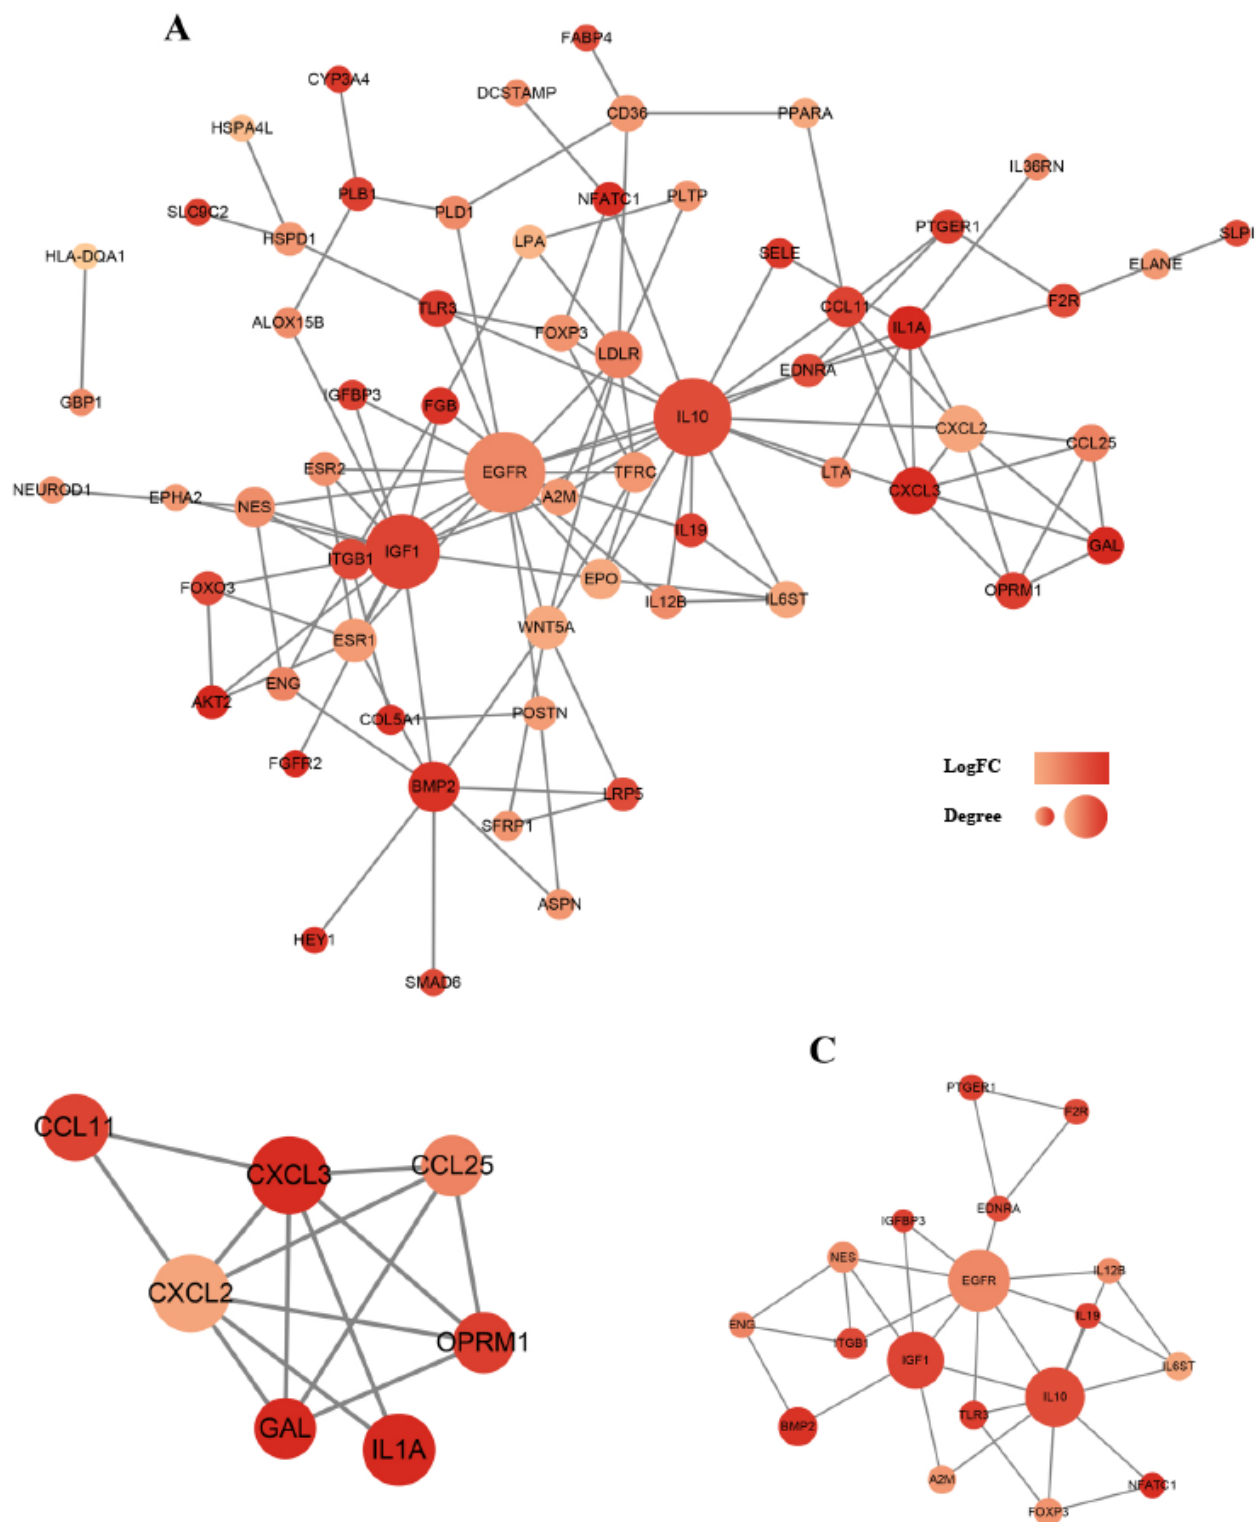 A
FABP4
CYP3A4
DCSTAMP
CD36
PPARA
HSPA4L
IL36RN
PLB1
NFATC1
PLTP
SLC9C2
PLD1
PTGER1
SLPI
HSPD1
LPA
SELE
HLA-DQA1
ELANE
TLR3
CCL11
F2R
ALOX15B
FOXP3
IL1A
LDLR
EDNRA
IGFBP3
GBP1
FGB
IL10
CXCL2
CCL25
ESR2
EGFR
TFRC
LTA
NEUROD1
EPHA2
NES
A2M
CXCL3
IL19
GAL
ITGB1
IGF1
FOXO3
EPO
OPRM1
IL12B
IL6ST
WNT5A
ESR1
ENG
AKT2
COL5A1
POSTN
FGFR2
LogFC
BMP2
LRP5
Degree
SFRP1
ASPN
HEY1
SMAD6
C
PTGER1
F2R
CCL11
CXCL3
CCL25
EDNRA
IGFBP3
NES
EGFR
IL12B
CXCL2
IL19
ENG
OPRM1
ITGB1
IGF1
IL6ST
IL10
GAL
TLR3
BMP2
IL1A
A2M
NFATC1
FOXP3